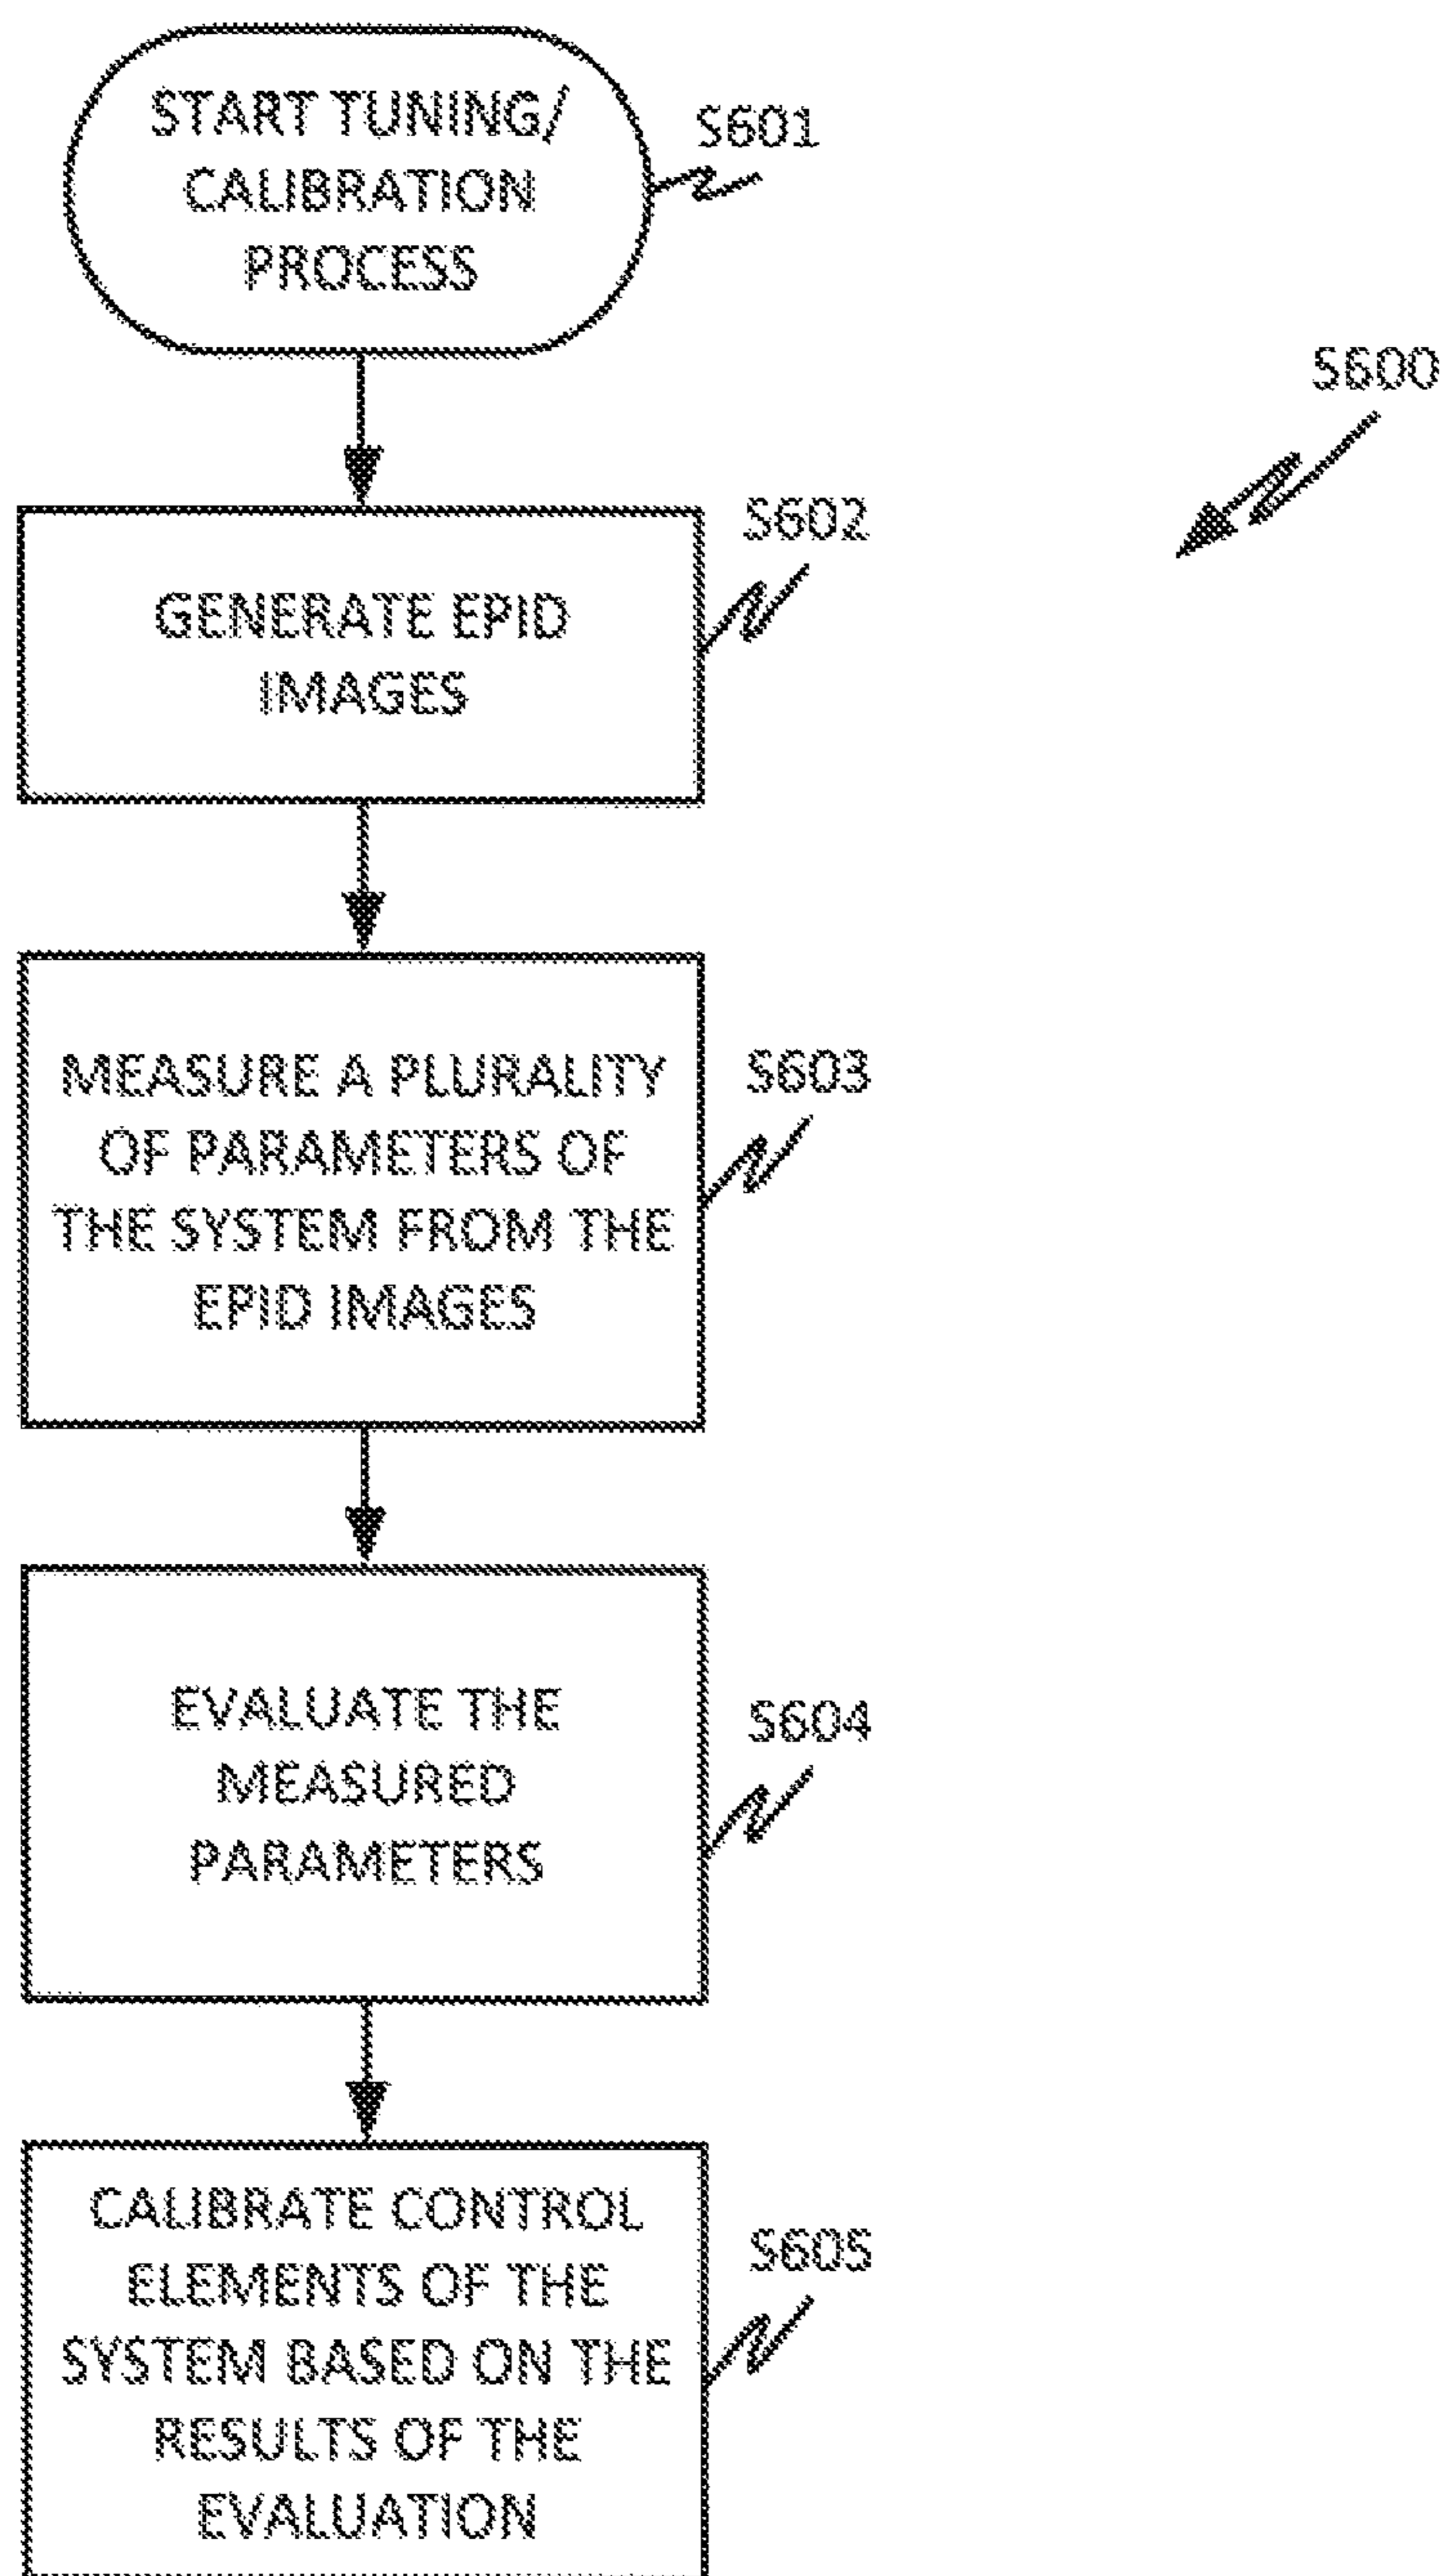 START TUNING/
CALIBRATION
PROCESS
S601
S600
GENERATE EPID
IMAGES
S602
MEASURE A PLURALITY
OF PARAMETERS OF
THE SYSTEM FROM THE
EPID IMAGES
S603
EVALUATE THE
MEASURED
PARAMETERS
S604
CALIBRATE CONTROL
ELEMENTS OF THE
SYSTEM BASED ON THE
RESULTS OF THE
EVALUATION
S605